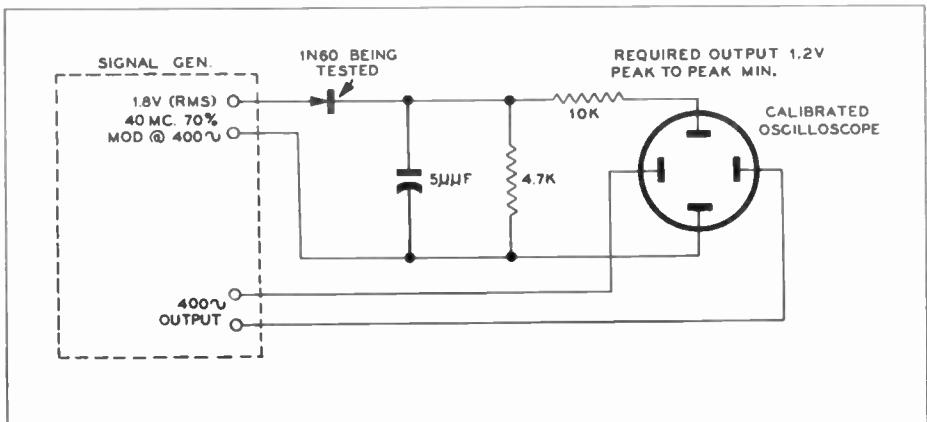 SIGNAL GEN.
1N60 BEING
TESTED
REQUIRED OUTPUT 1.2V
PEAK TO PEAK MIN.
1.8V (RMS)
40 MC. 70%
MOD @ 400~
10K
CALIBRATED
OSCILLOSCOPE
5µµF
4.7K
400~
OUTPUT